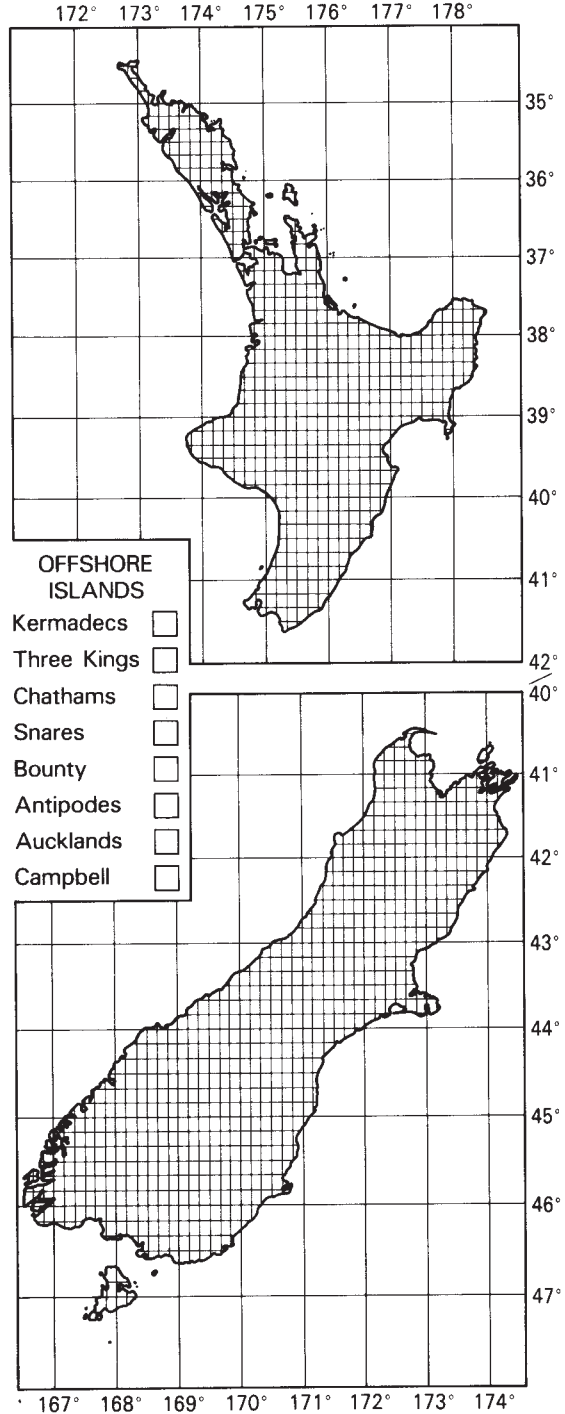 172° 173° 174° 175° 176° 177° 178°
35°
36°
37°
38°
39°
40°
41°
42°
OFFSHORE
ISLANDS
Kermadecs
Three Kings
Chathams
Snares
Bounty
Antipodes
Aucklands
Campbell
40°
41°
42°
43°
44°
45°
46°
47°
167° 168° 169° 170° 171° 172° 173° 174°